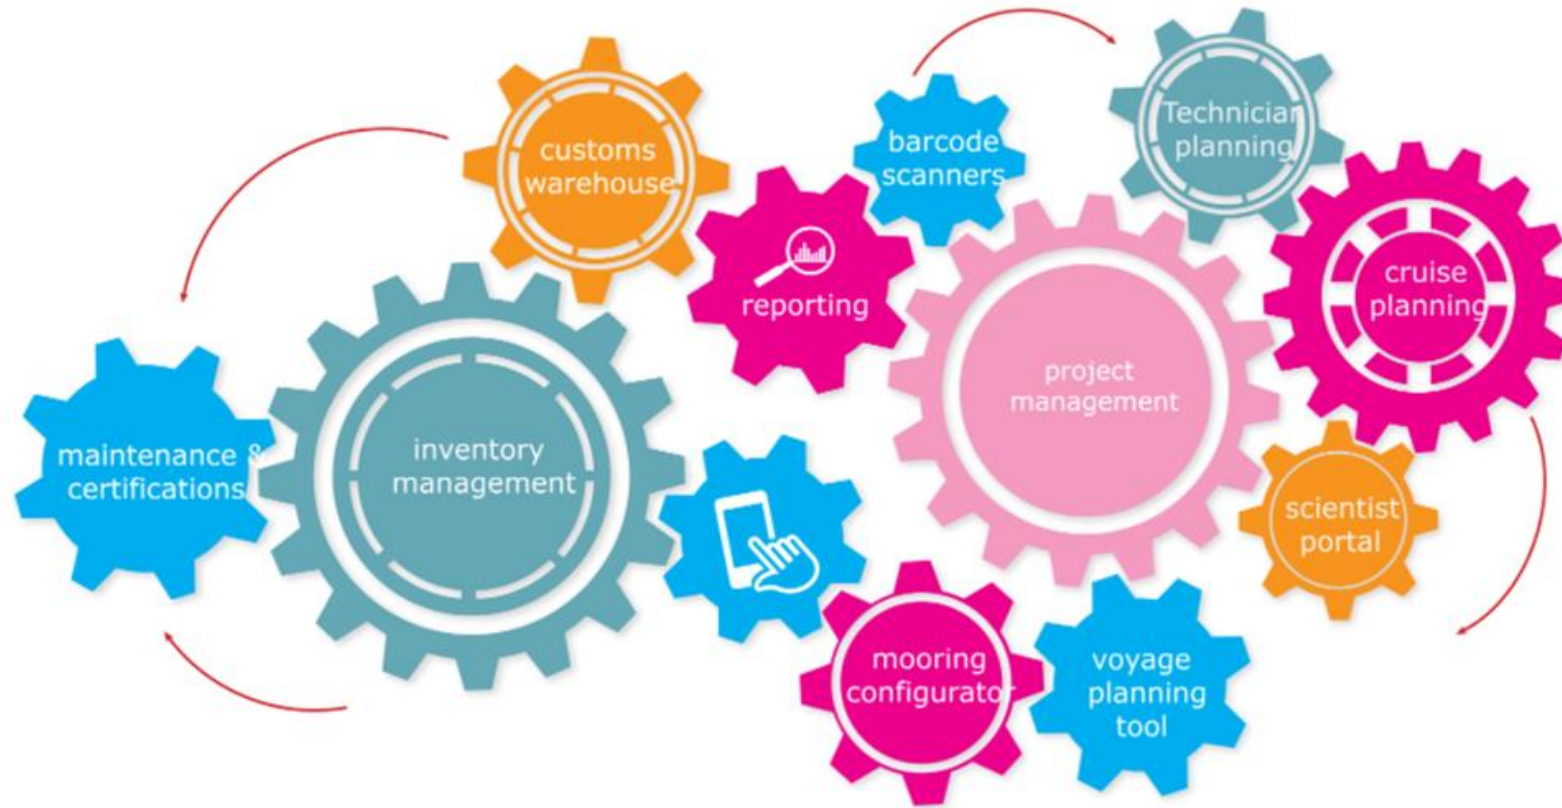 customs
warehouse
barcode
scanners
Technician
planning
reporting
cruise
planning
project
management
maintenance &
certifications
inventory
management
scientist
portal
mooring
configurator
voyage
planning
tool